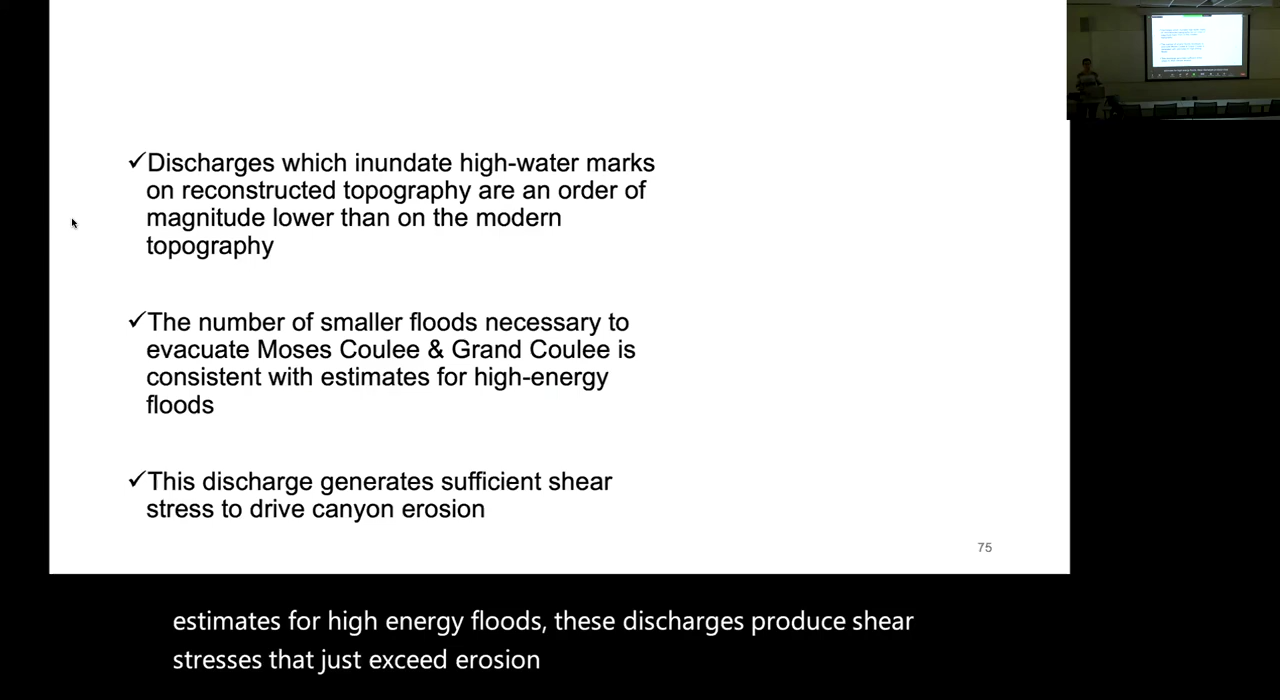 ✓Discharges which inundate high-water marks
on reconstructed topography are an order of
magnitude lower than on the modern
topography
✓The number of smaller floods necessary to
evacuate Moses Coulee & Grand Coulee is
consistent with estimates for high-energy
floods
✓This discharge generates sufficient shear
stress to drive canyon erosion
75
estimates for high energy floods, these discharges produce shear
stresses that just exceed erosion